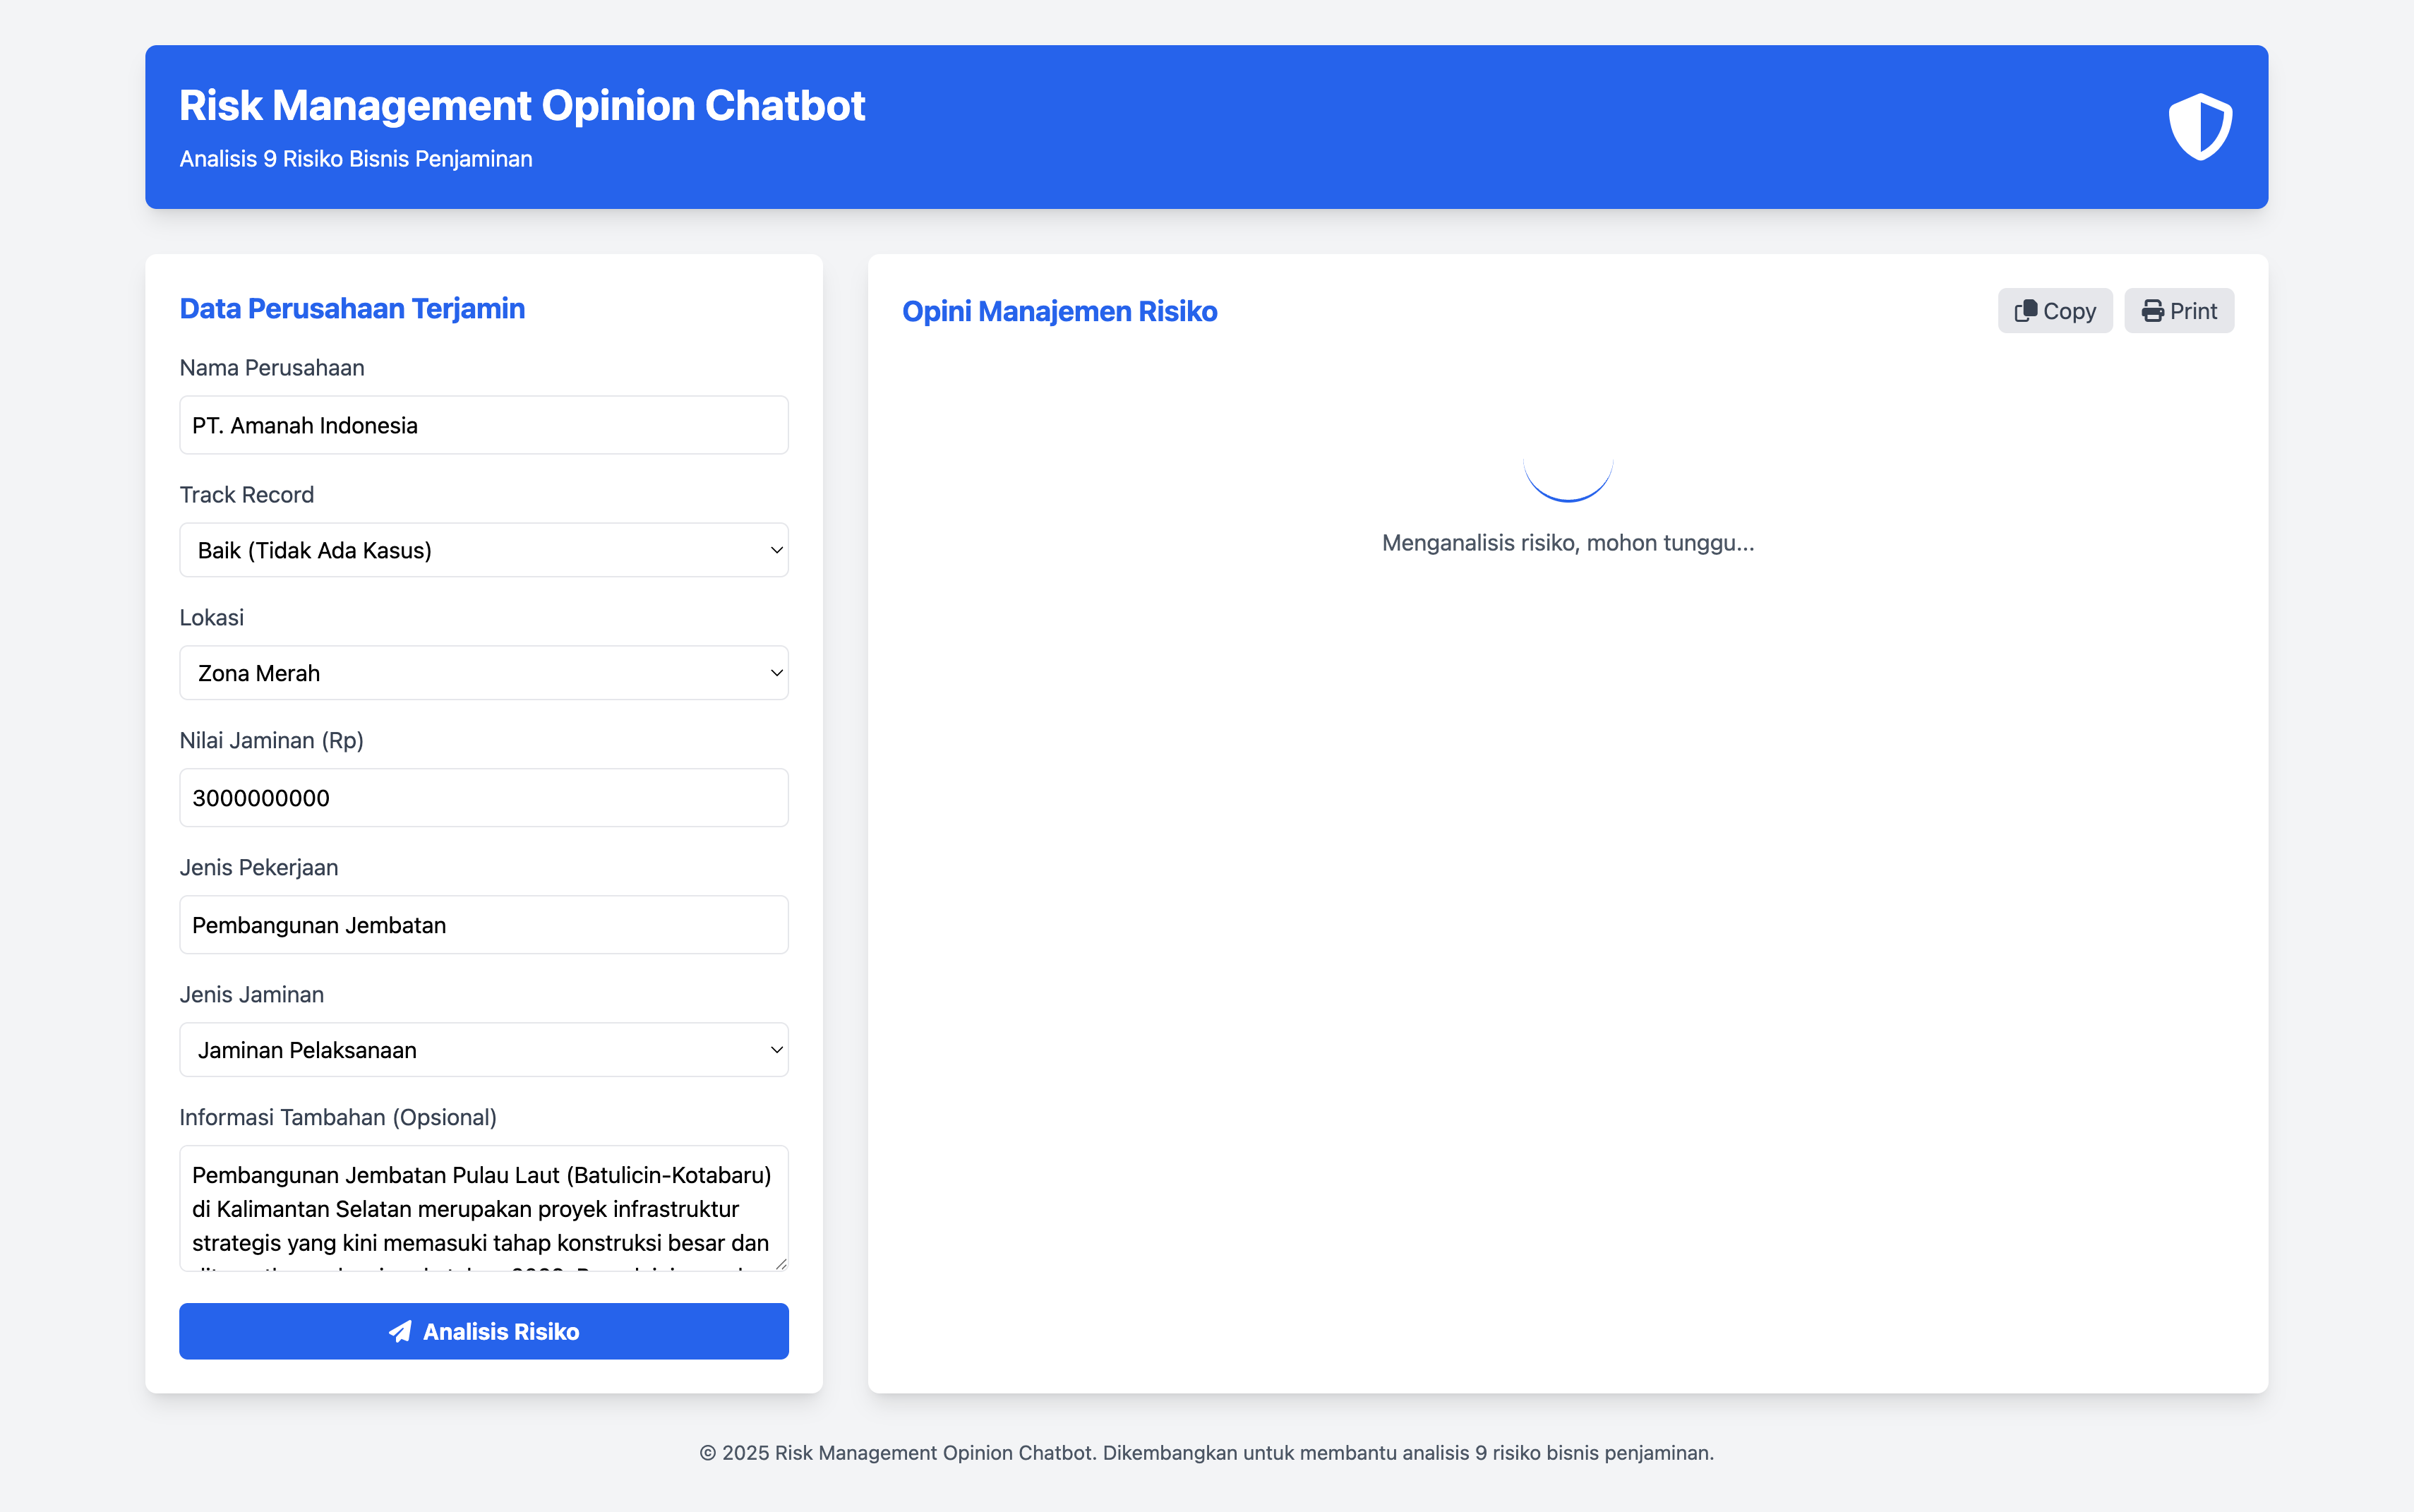 Risk Management Opinion Chatbot
Analisis 9 Risiko Bisnis Penjaminan
Data Perusahaan Terjamin
Nama Perusahaan
PT. Amanah Indonesia
Track Record
Baik (Tidak Ada Kasus)
Lokasi
Zona Merah
Nilai Jaminan (Rp)
3000000000
Jenis Pekerjaan
Pembangunan Jembatan
Jenis Jaminan
Jaminan Pelaksanaan
Informasi Tambahan (Opsional)
Pembangunan Jembatan Pulau Laut (Batulicin-Kotabaru)
di Kalimantan Selatan merupakan proyek infrastruktur
strategis yang kini memasuki tahap konstruksi besar dan
Analisis Risiko
Opini Manajemen Risiko
Copy
Print
Menganalisis risiko, mohon tunggu...
© 2025 Risk Management Opinion Chatbot. Dikembangkan untuk membantu analisis 9 risiko bisnis penjaminan.